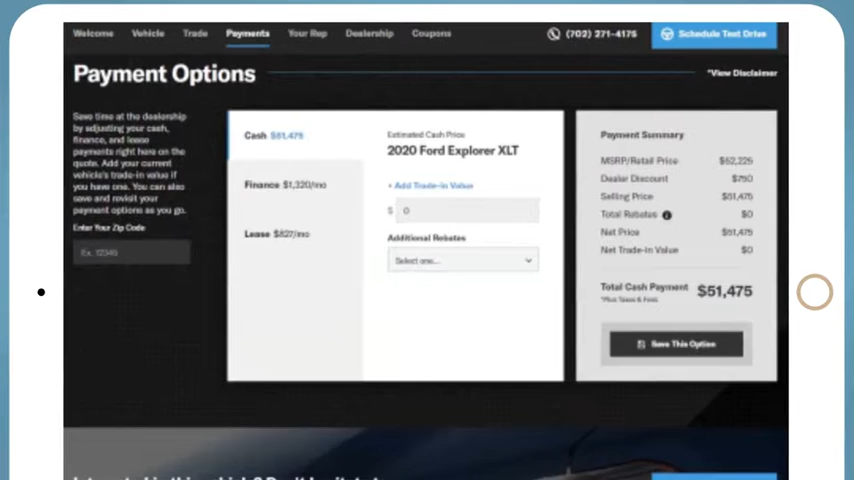 Welcome Vehicle Trade Payments Your Rep Dealership Coupons (702) 271-4175 Schedule Test Drive
Payment Options
*View Disclaimer
Save time at the dealership
by adjusting your cash,
finance, and lease
payments right here on the
quote. Add your current
vehicle's trade-in value if
you have one. You can also
save and revisit your
payment options as you go.
Enter Your Zip Code
Ex. 12345
Cash $51,475
Finance $1,320/mo
Lease $827/mo
Estimated Cash Price
2020 Ford Explorer XLT
+ Add Trade-in Value
$ 0
Additional Rebates
Select one...
Payment Summary
MSRP/Retail Price $52,225
Dealer Discount $750
Selling Price $51,475
Total Rebates $0
Net Price $51,475
Net Trade-in Value $0
Total Cash Payment $51,475
*Plus Taxes & Fees
Save This Option